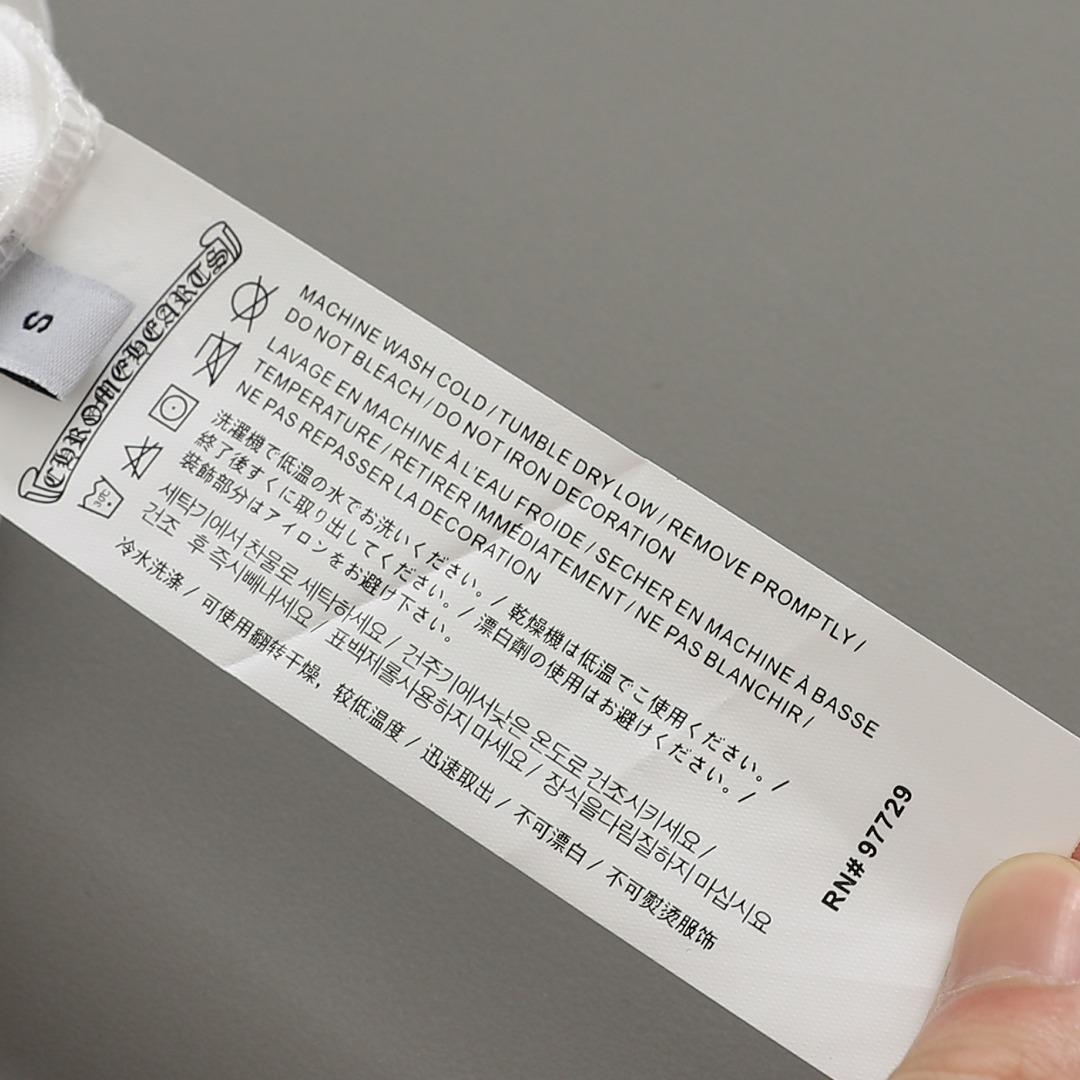 S
CHROME HEARTS
30C
MACHINE WASH COLD / TUMBLE DRY LOW / REMOVE PROMPTLY /
DO NOT BLEACH / DO NOT IRON DECORATION
LAVAGE EN MACHINE À L'EAU FROIDE / SECHER EN MACHINE À BASSE
TEMPERATURE / RETIRER IMMÉDIATEMENT / NE PAS BLANCHIR /
NE PAS REPASSER LA DECORATION
洗濯機で低温の水でお洗いください。/ 乾燥機は低温でご使用ください。/
終了後すぐに取り出してください。/ 漂白劑の使用はお避けください。/
装飾部分はアイロンをお避け下さい。
세탁기에서 찬물로 세탁하세요 / 건주기에서낮은 온도로 건조시키세요 /
건조 후 즉시빼내세요 표백제를사용하지 마세요 / 장식을다림질하지 마십시요
冷水洗涤 / 可使用翻转干燥，较低温度 / 迅速取出 / 不可漂白 / 不可熨烫服饰
RN# 97729